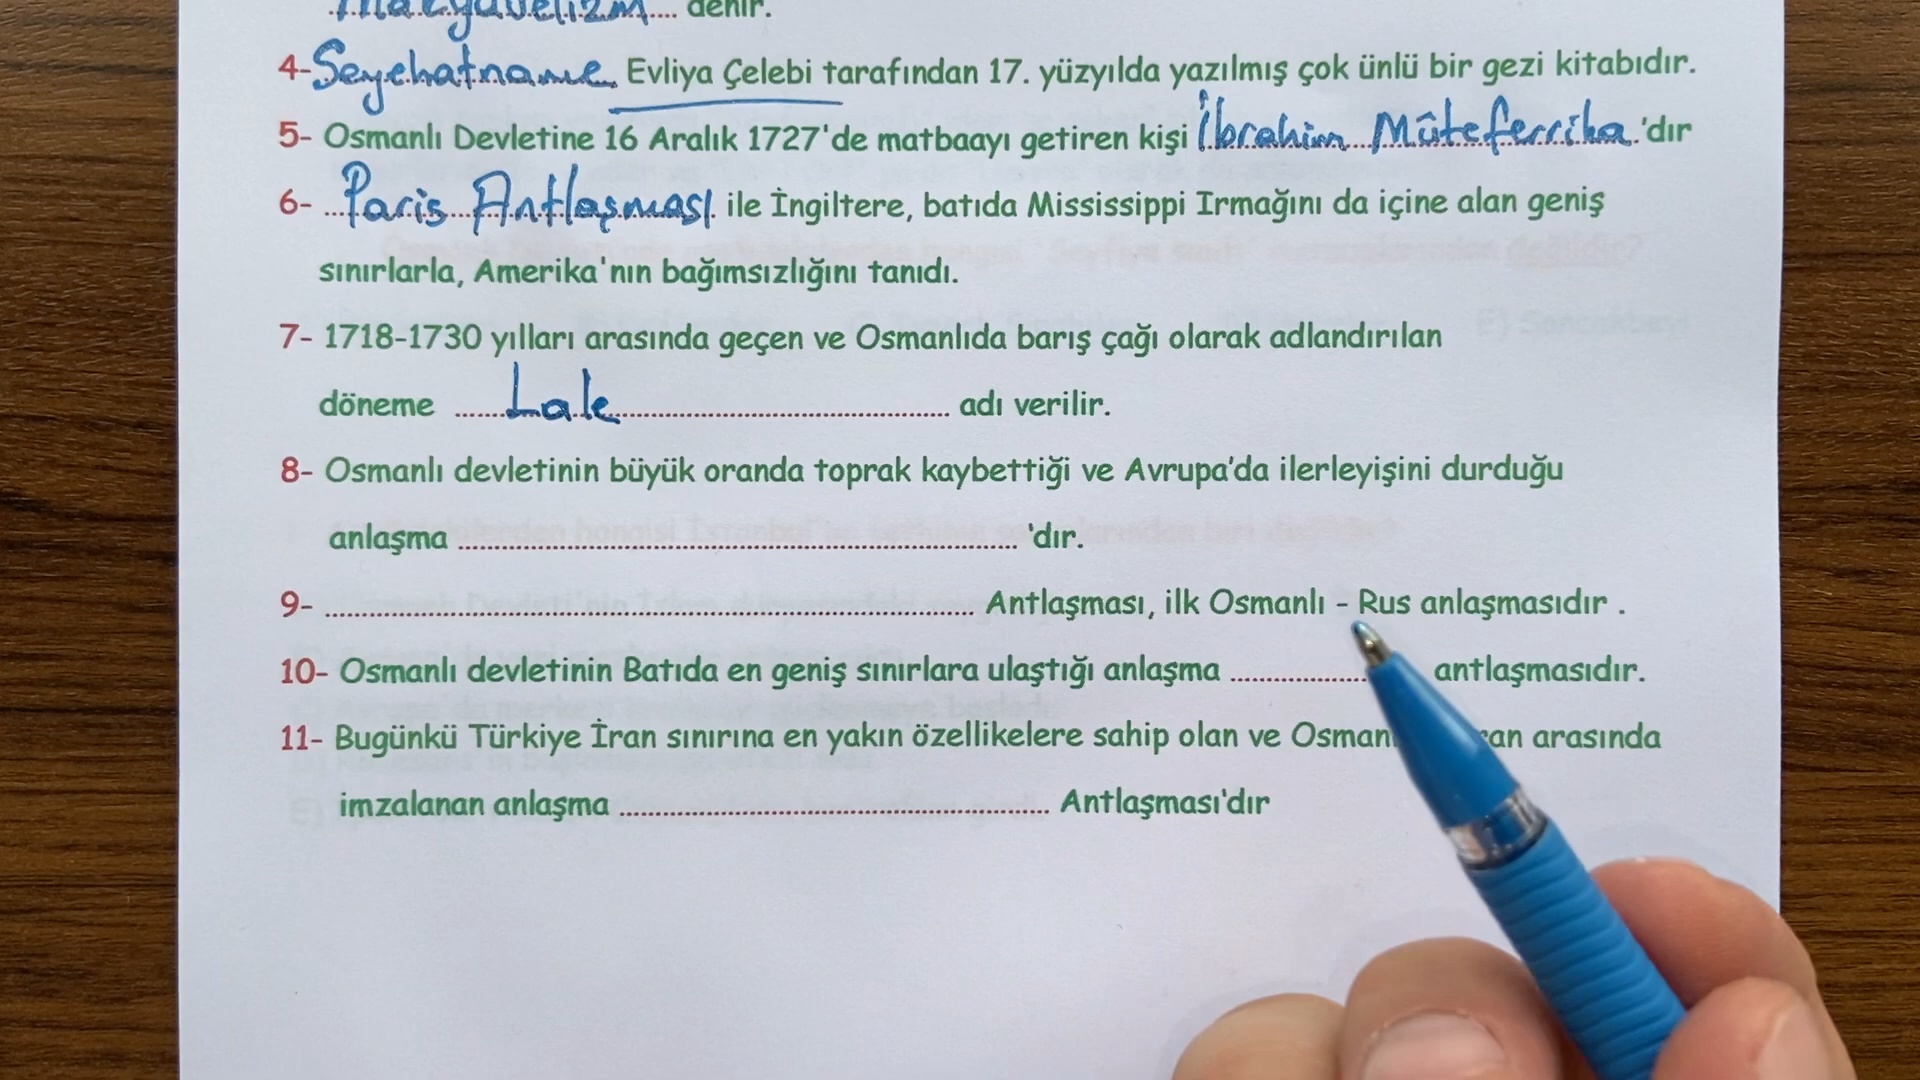 Makyavelizm.... denir.
4-Seyehatname. Evliya Çelebi tarafından 17. yüzyılda yazılmış çok ünlü bir gezi kitabıdır.
5- Osmanlı Devletine 16 Aralık 1727'de matbaayı getiren kişi İbrahim Müteferrika.'dır
6- ...Paris Antlaşması. ile İngiltere, batıda Mississippi Irmağını da içine alan geniş
sınırlarla, Amerika'nın bağımsızlığını tanıdı.
7- 1718-1730 yılları arasında geçen ve Osmanlıda barış çağı olarak adlandırılan
döneme ......Lale.............................. adı verilir.
8- Osmanlı devletinin büyük oranda toprak kaybettiği ve Avrupa'da ilerleyişini durduğu
anlaşma .................................................. 'dır.
9- .......................................................... Antlaşması, ilk Osmanlı - Rus anlaşmasıdır .
10- Osmanlı devletinin Batıda en geniş sınırlara ulaştığı anlaşma .................. antlaşmasıdır.
11- Bugünkü Türkiye İran sınırına en yakın özellikelere sahip olan ve arasında
imzalanan anlaşma ...................................... Antlaşması'dır